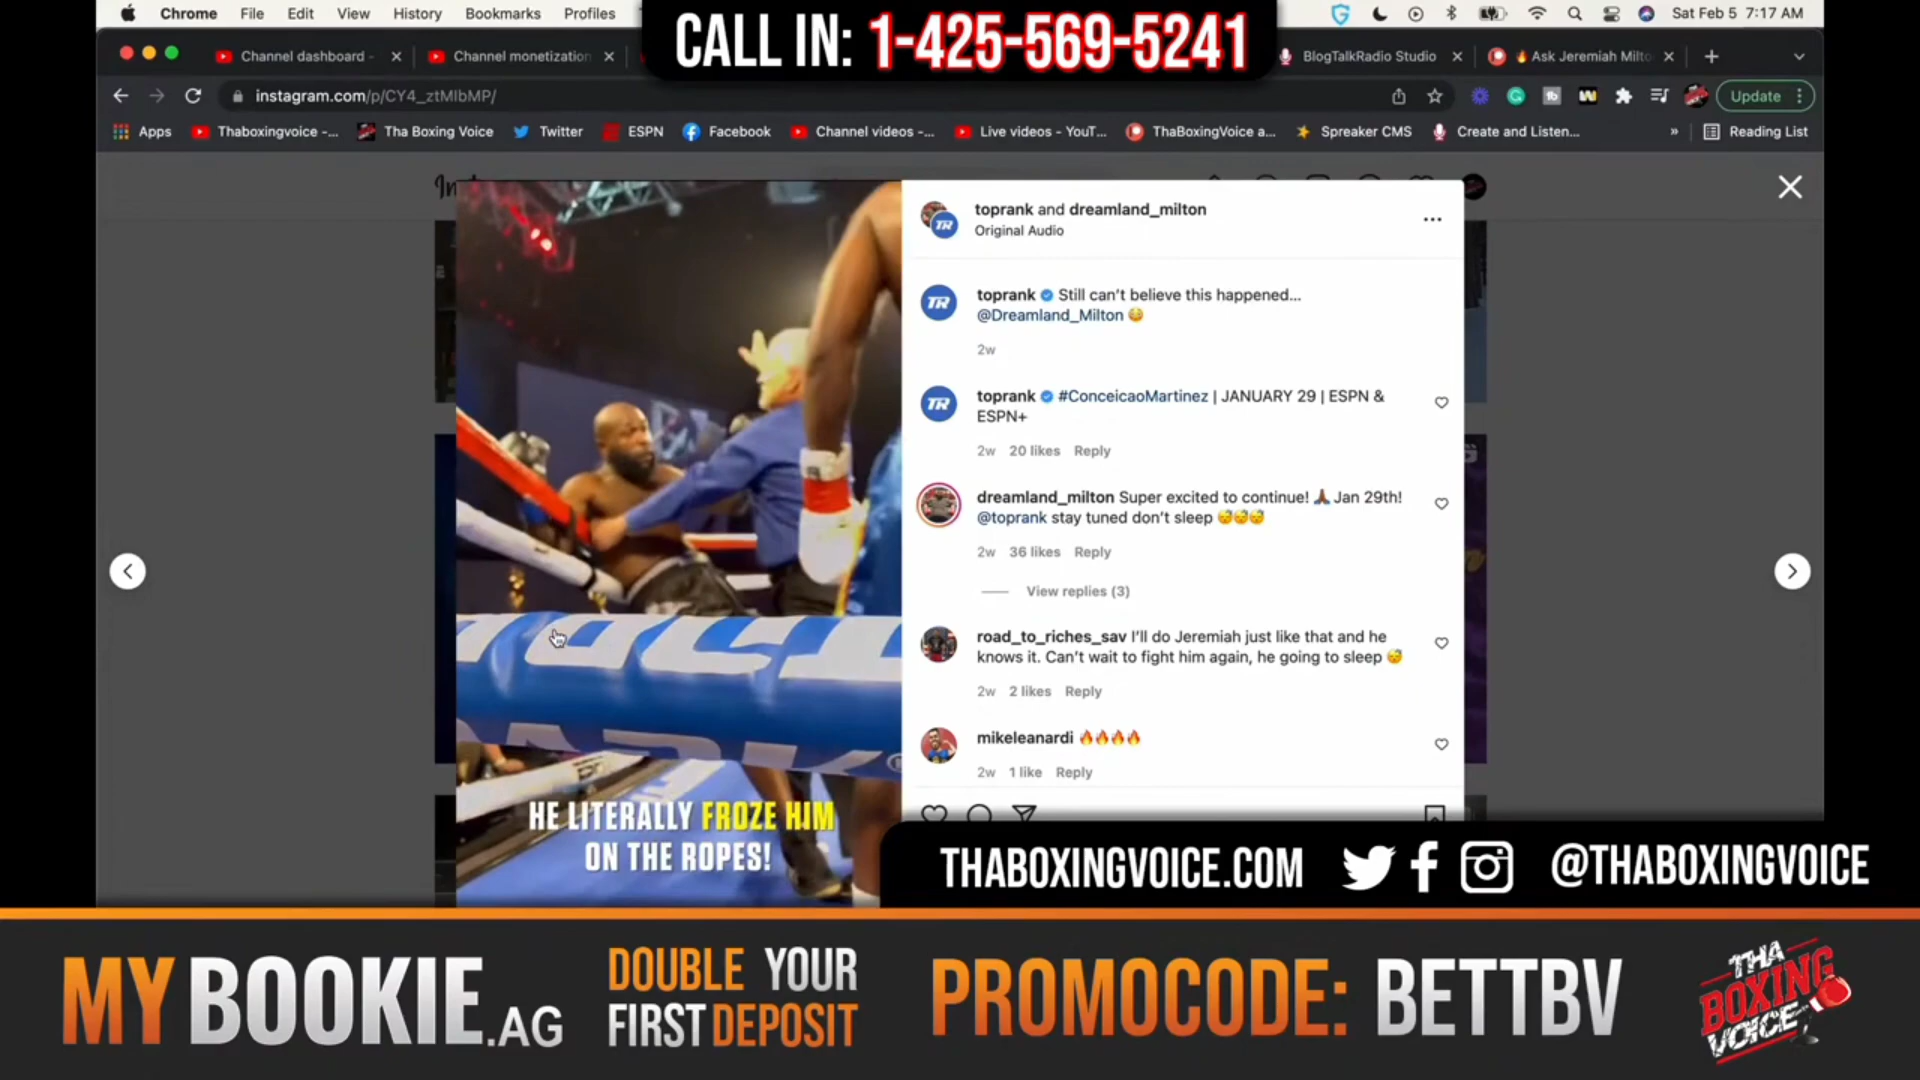 Chrome File Edit View History Bookmarks Profiles
Sat Feb 5 7:17 AM
CALL IN: 1-425-569-5241
Channel dashboard -
Channel monetization
BlogTalkRadio Studio
🔥 Ask Jeremiah Milto
instagram.com/p/CY4_ztMIbMP/
Update
Apps
Thaboxingvoice -...
Tha Boxing Voice
Twitter
ESPN
Facebook
Channel videos -...
Live videos - YouT...
ThaBoxingVoice a...
Spreaker CMS
Create and Listen...
»
Reading List
toprank and dreamland_milton
Original Audio
toprank Still can't believe this happened...
@Dreamland_Milton 😳
2w
toprank #ConceicaoMartinez | JANUARY 29 | ESPN &
ESPN+
2w 20 likes Reply
dreamland_milton Super excited to continue! 🙏🏾 Jan 29th!
@toprank stay tuned don't sleep 😴😴😴
2w 36 likes Reply
View replies (3)
road_to_riches_sav I'll do Jeremiah just like that and he
knows it. Can't wait to fight him again, he going to sleep 😴
2w 2 likes Reply
mikeleanardi 🔥🔥🔥🔥
2w 1 like Reply
HE LITERALLY FROZE HIM
ON THE ROPES!
THABOXINGVOICE.COM
@THABOXINGVOICE
MYBOOKIE.AG
DOUBLE YOUR
FIRST DEPOSIT
PROMOCODE: BETTBV
THA
BOXING
VOICE